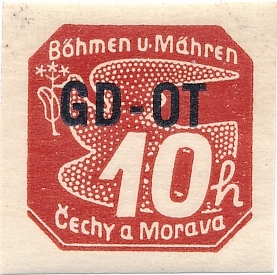 Böhmen u. Mähren
GD-OT
10h
Čechy a Morava